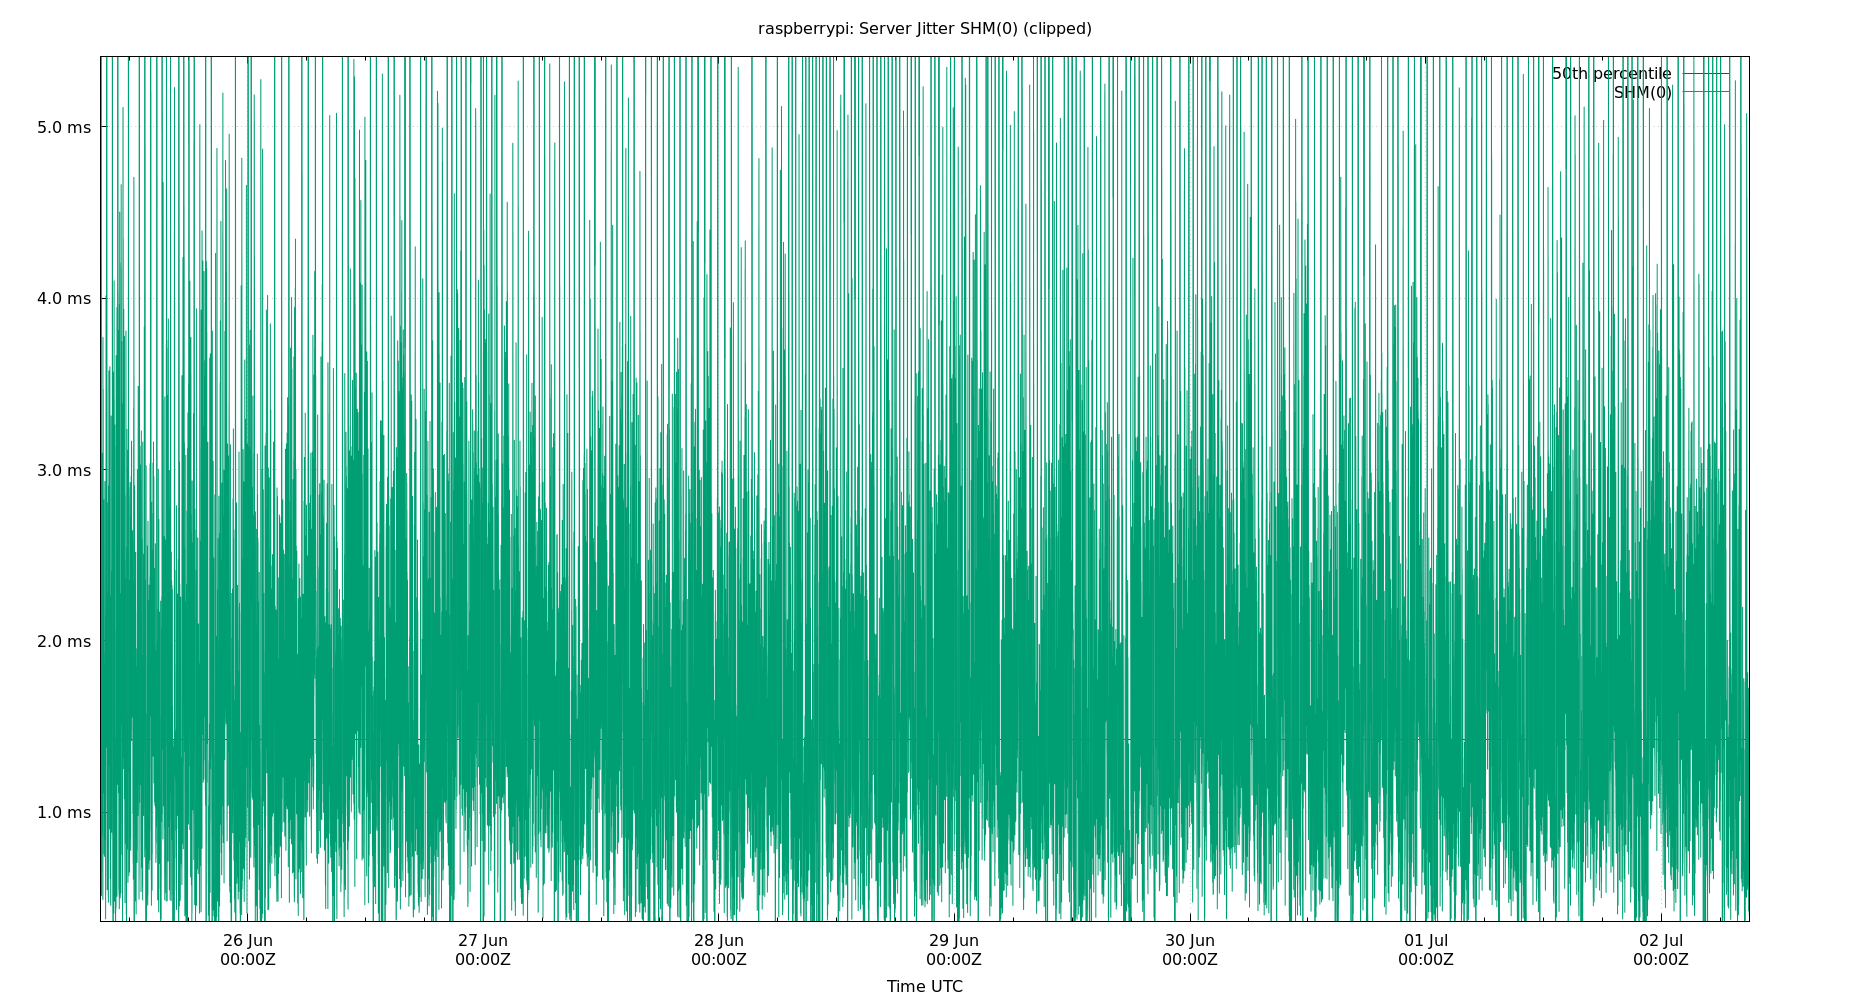 raspberrypi: Server Jitter SHM(0) (clipped)
50th percentile
SHM(0)
5.0 ms
4.0 ms
3.0 ms
2.0 ms
1.0 ms
26 Jun 27 Jun 28 Jun 29 Jun 30 Jun 01 Jul 02 Jul
00:00Z 00:00Z 00:00Z 00:00Z 00:00Z 00:00Z 00:00Z
Time UTC